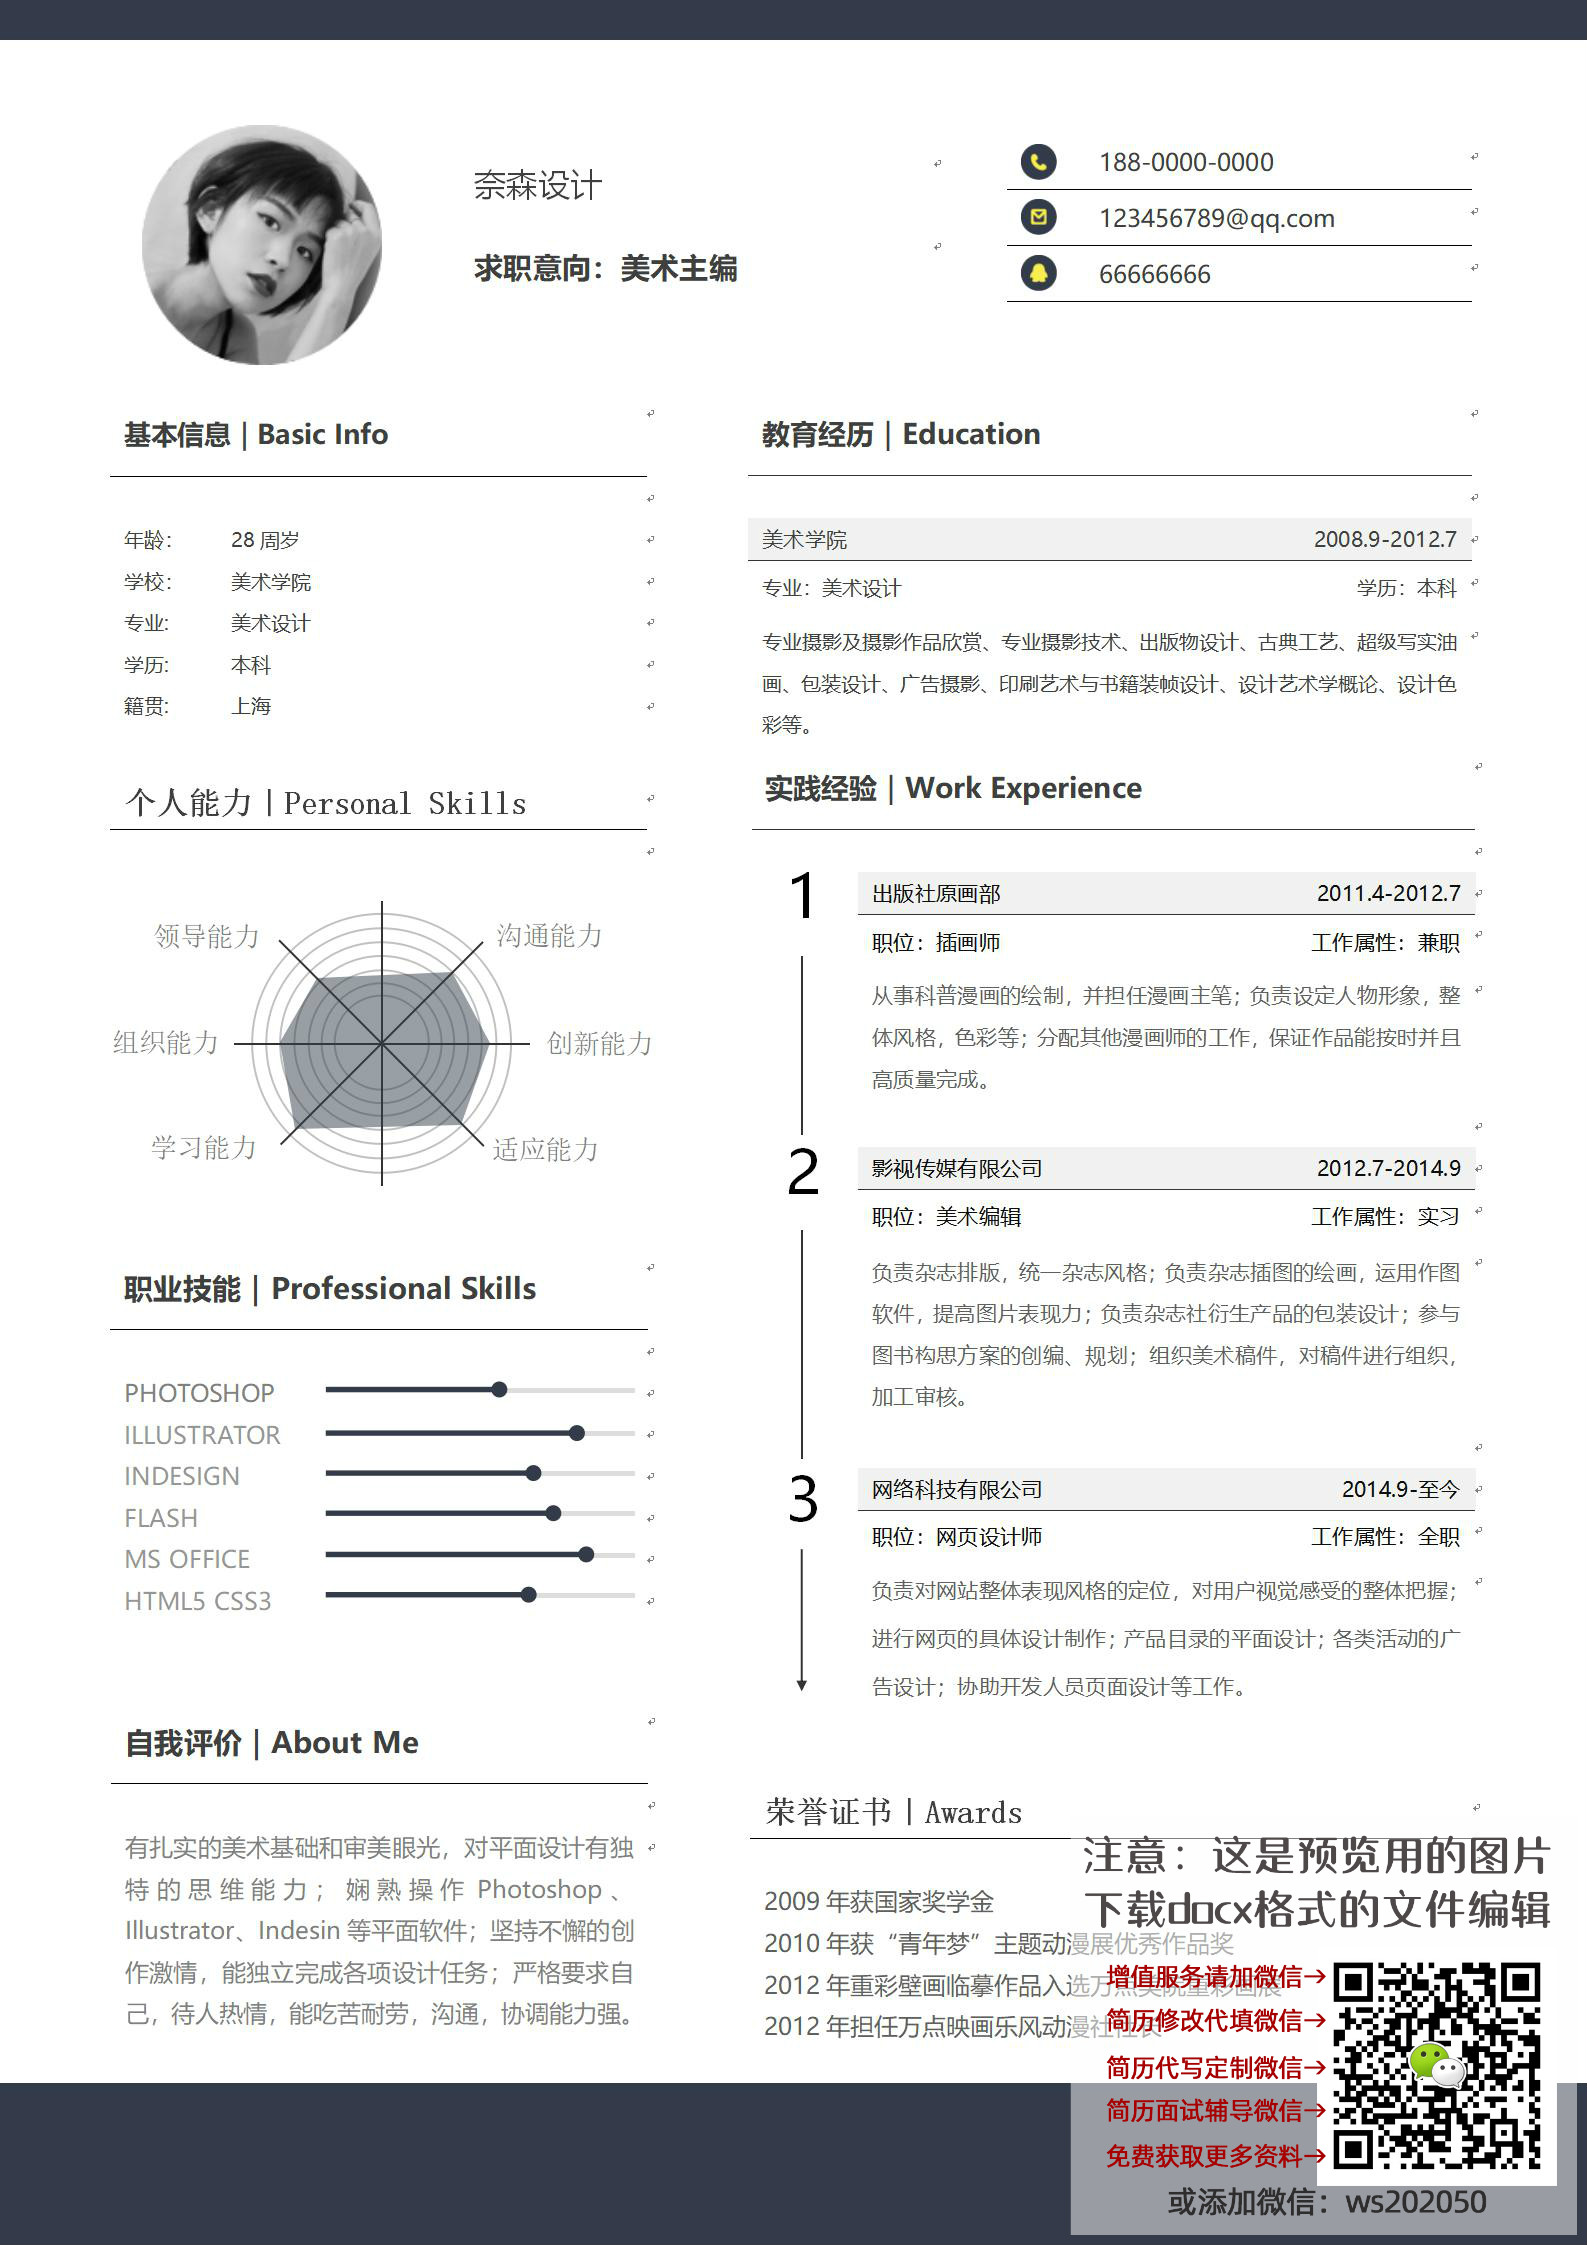 奈森设计
求职意向：美术主编
188-0000-0000
123456789@qq.com
66666666
基本信息 | Basic Info
年龄： 28 周岁
学校： 美术学院
专业: 美术设计
学历: 本科
籍贯: 上海
个人能力 | Personal Skills
领导能力
沟通能力
组织能力
创新能力
学习能力
适应能力
职业技能 | Professional Skills
PHOTOSHOP
ILLUSTRATOR
INDESIGN
FLASH
MS OFFICE
HTML5 CSS3
自我评价 | About Me
有扎实的美术基础和审美眼光，对平面设计有独
特的思维能力；娴熟操作 Photoshop、
Illustrator、Indesin 等平面软件；坚持不懈的创
作激情，能独立完成各项设计任务；严格要求自
己，待人热情，能吃苦耐劳，沟通，协调能力强。
教育经历 | Education
美术学院 2008.9-2012.7
专业：美术设计 学历：本科
专业摄影及摄影作品欣赏、专业摄影技术、出版物设计、古典工艺、超级写实油
画、包装设计、广告摄影、印刷艺术与书籍装帧设计、设计艺术学概论、设计色
彩等。
实践经验 | Work Experience
1
出版社原画部 2011.4-2012.7
职位：插画师 工作属性：兼职
从事科普漫画的绘制，并担任漫画主笔；负责设定人物形象，整
体风格，色彩等；分配其他漫画师的工作，保证作品能按时并且
高质量完成。
2
影视传媒有限公司 2012.7-2014.9
职位：美术编辑 工作属性：实习
负责杂志排版，统一杂志风格；负责杂志插图的绘画，运用作图
软件，提高图片表现力；负责杂志社衍生产品的包装设计；参与
图书构思方案的创编、规划；组织美术稿件，对稿件进行组织，
加工审核。
3
网络科技有限公司 2014.9-至今
职位：网页设计师 工作属性：全职
负责对网站整体表现风格的定位，对用户视觉感受的整体把握；
进行网页的具体设计制作；产品目录的平面设计；各类活动的广
告设计；协助开发人员页面设计等工作。
荣誉证书 | Awards
2009 年获国家奖学金
2010 年获“青年梦”主题动漫展优秀作品奖
2012 年重彩壁画临摹作品入选万点美院重彩画展
2012 年担任万点映画乐风动漫社社长
注意：这是预览用的图片
下载docx格式的文件编辑
增值服务请加微信→
简历修改代填微信→
简历代写定制微信→
简历面试辅导微信→
免费获取更多资料→
或添加微信：ws202050